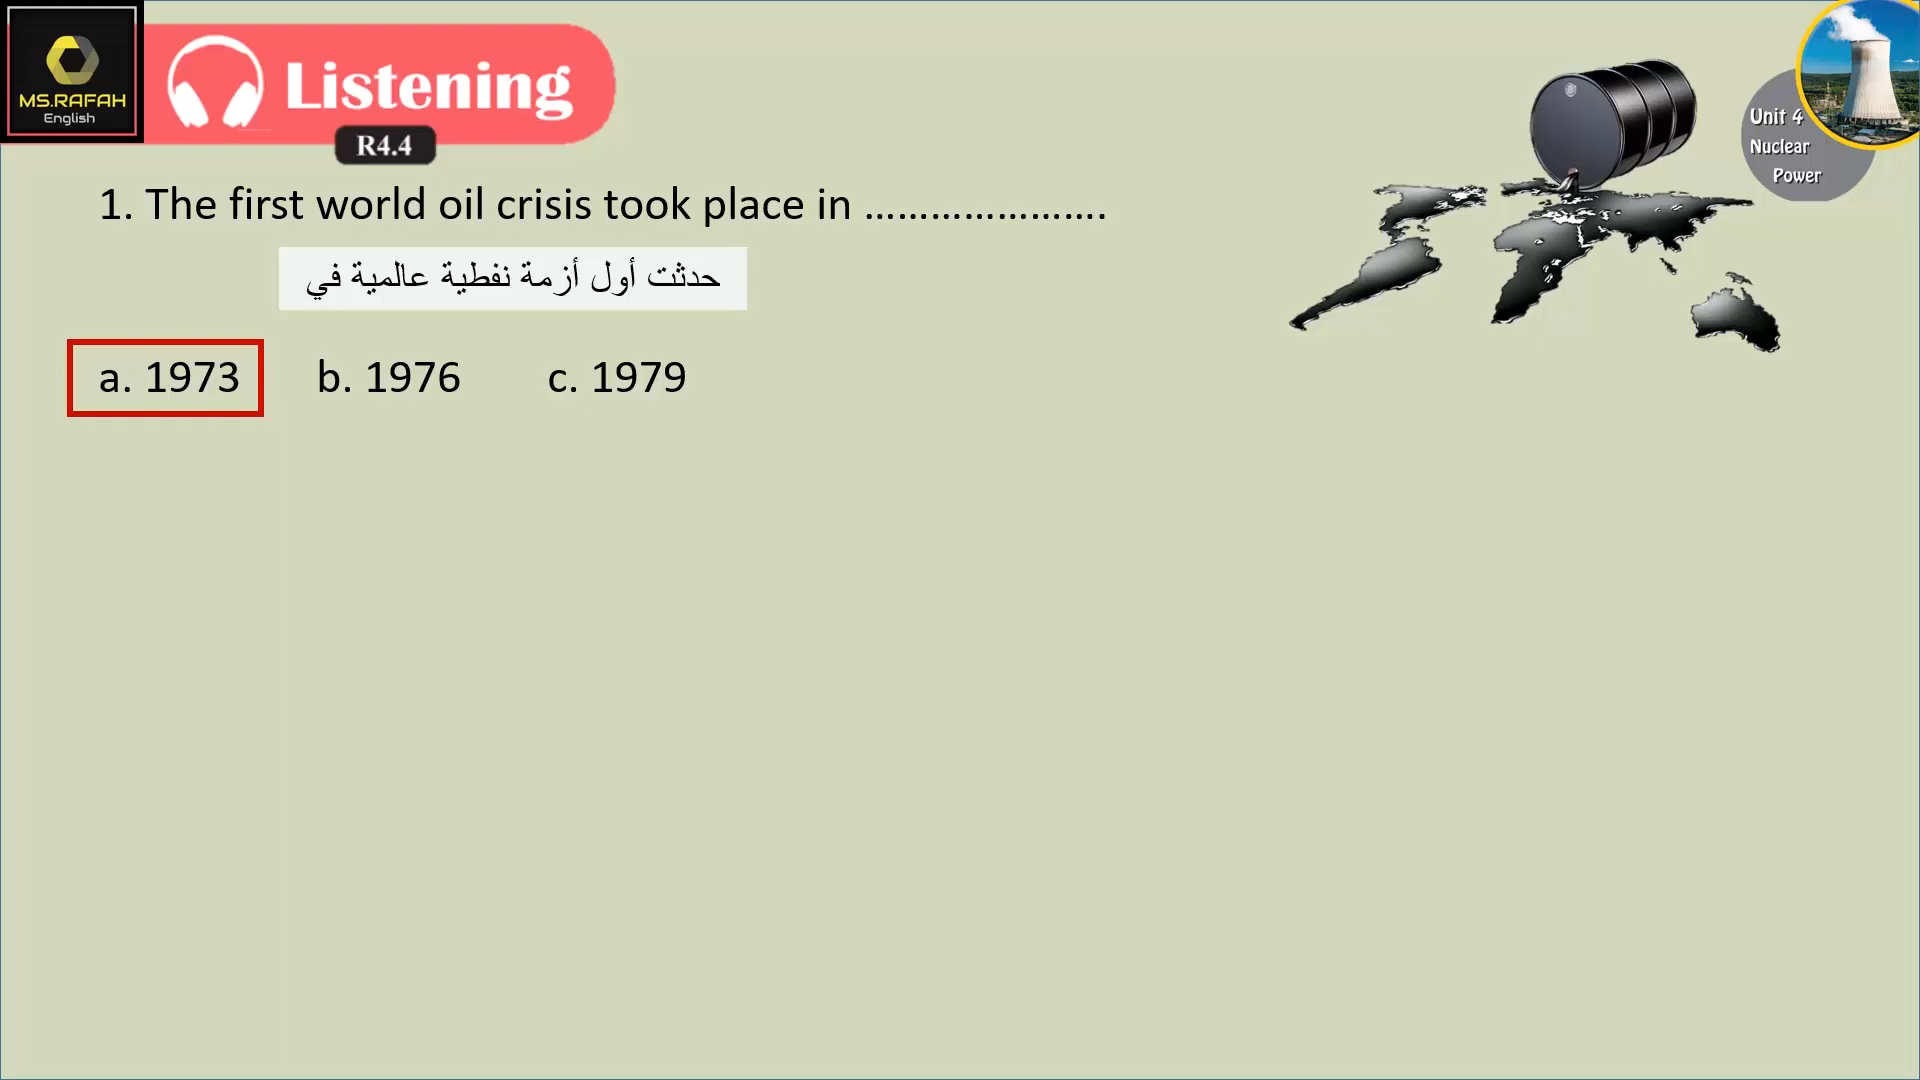 MS.RAFAH
English
Listening
R4.4
Unit 4
Nuclear
Power
1. The first world oil crisis took place in ………………….
حدثت أول أزمة نفطية عالمية في
a. 1973 b. 1976 c. 1979